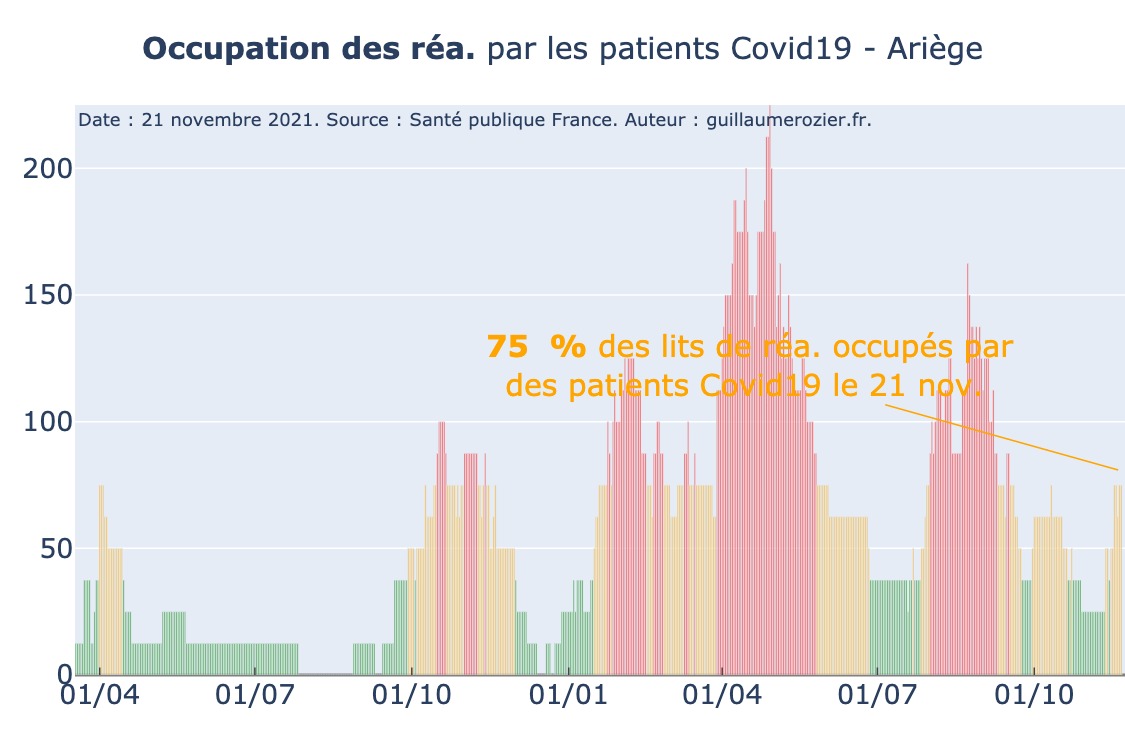 Occupation des réa. par les patients Covid19 - Ariège
Date : 21 novembre 2021. Source : Santé publique France. Auteur : guillaumerozier.fr.
200
150
75 % des lits de réa. occupés par
des patients Covid19 le 21 nov.
100
50
0
01/04 01/07 01/10 01/01 01/04 01/07 01/10